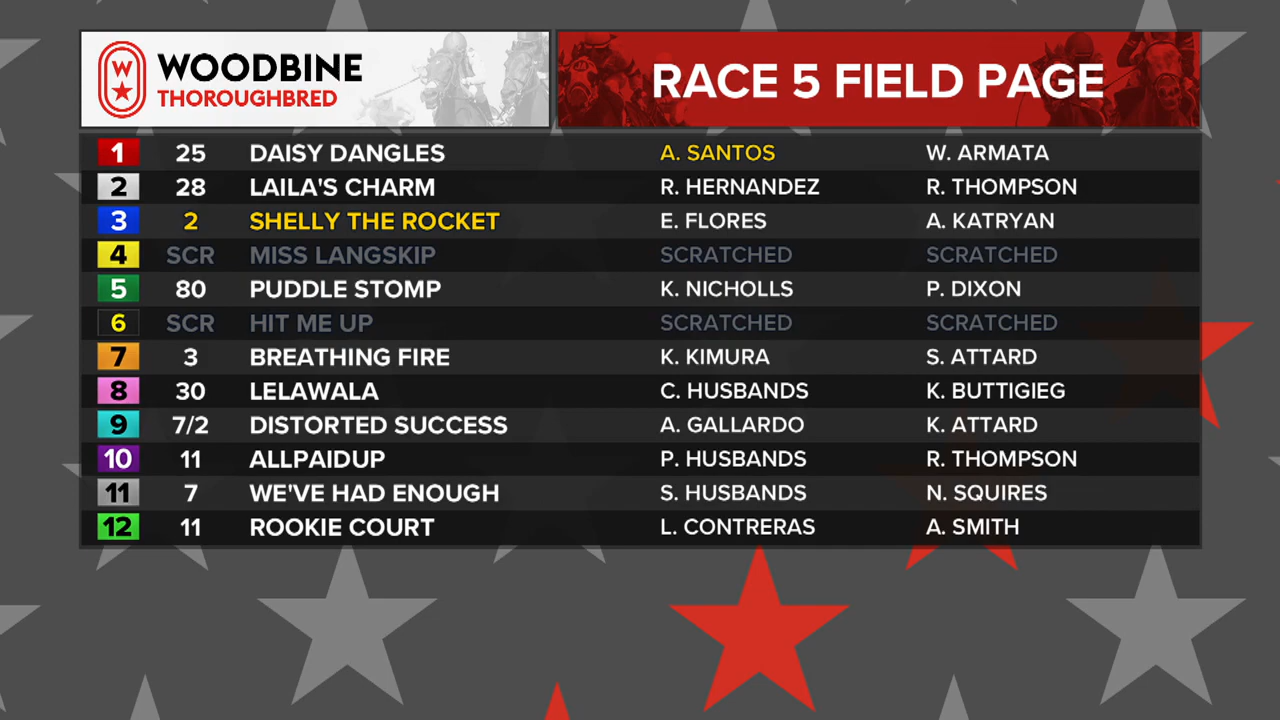 W
WOODBINE
THOROUGHBRED
RACE 5 FIELD PAGE
1 25 DAISY DANGLES A. SANTOS W. ARMATA
2 28 LAILA'S CHARM R. HERNANDEZ R. THOMPSON
3 2 SHELLY THE ROCKET E. FLORES A. KATRYAN
4 SCR MISS LANGSKIP SCRATCHED SCRATCHED
5 80 PUDDLE STOMP K. NICHOLLS P. DIXON
6 SCR HIT ME UP SCRATCHED SCRATCHED
7 3 BREATHING FIRE K. KIMURA S. ATTARD
8 30 LELAWALA C. HUSBANDS K. BUTTIGIEG
9 7/2 DISTORTED SUCCESS A. GALLARDO K. ATTARD
10 11 ALLPAIDUP P. HUSBANDS R. THOMPSON
11 7 WE'VE HAD ENOUGH S. HUSBANDS N. SQUIRES
12 11 ROOKIE COURT L. CONTRERAS A. SMITH